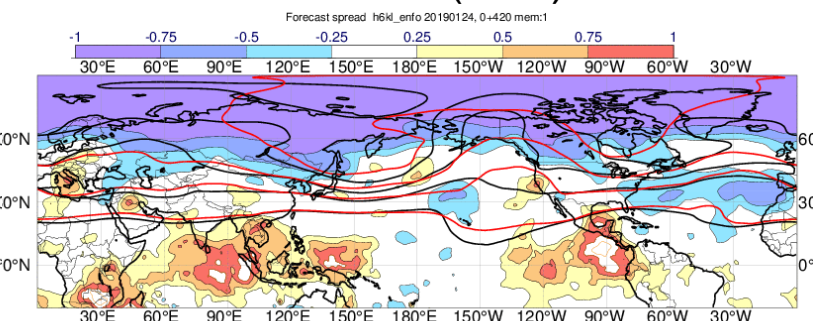 Forecast spread h6kl_enfo 20190124, 0+420 mem:1
-1 -0.75 -0.5 -0.25 0.25 0.5 0.75 1
30°E 60°E 90°E 120°E 150°E 180°E 150°W 120°W 90°W 60°W 30°W
0°N 60
0°N 30
0°N 0°
30°E 60°E 90°E 120°E 150°E 180°E 150°W 120°W 90°W 60°W 30°W